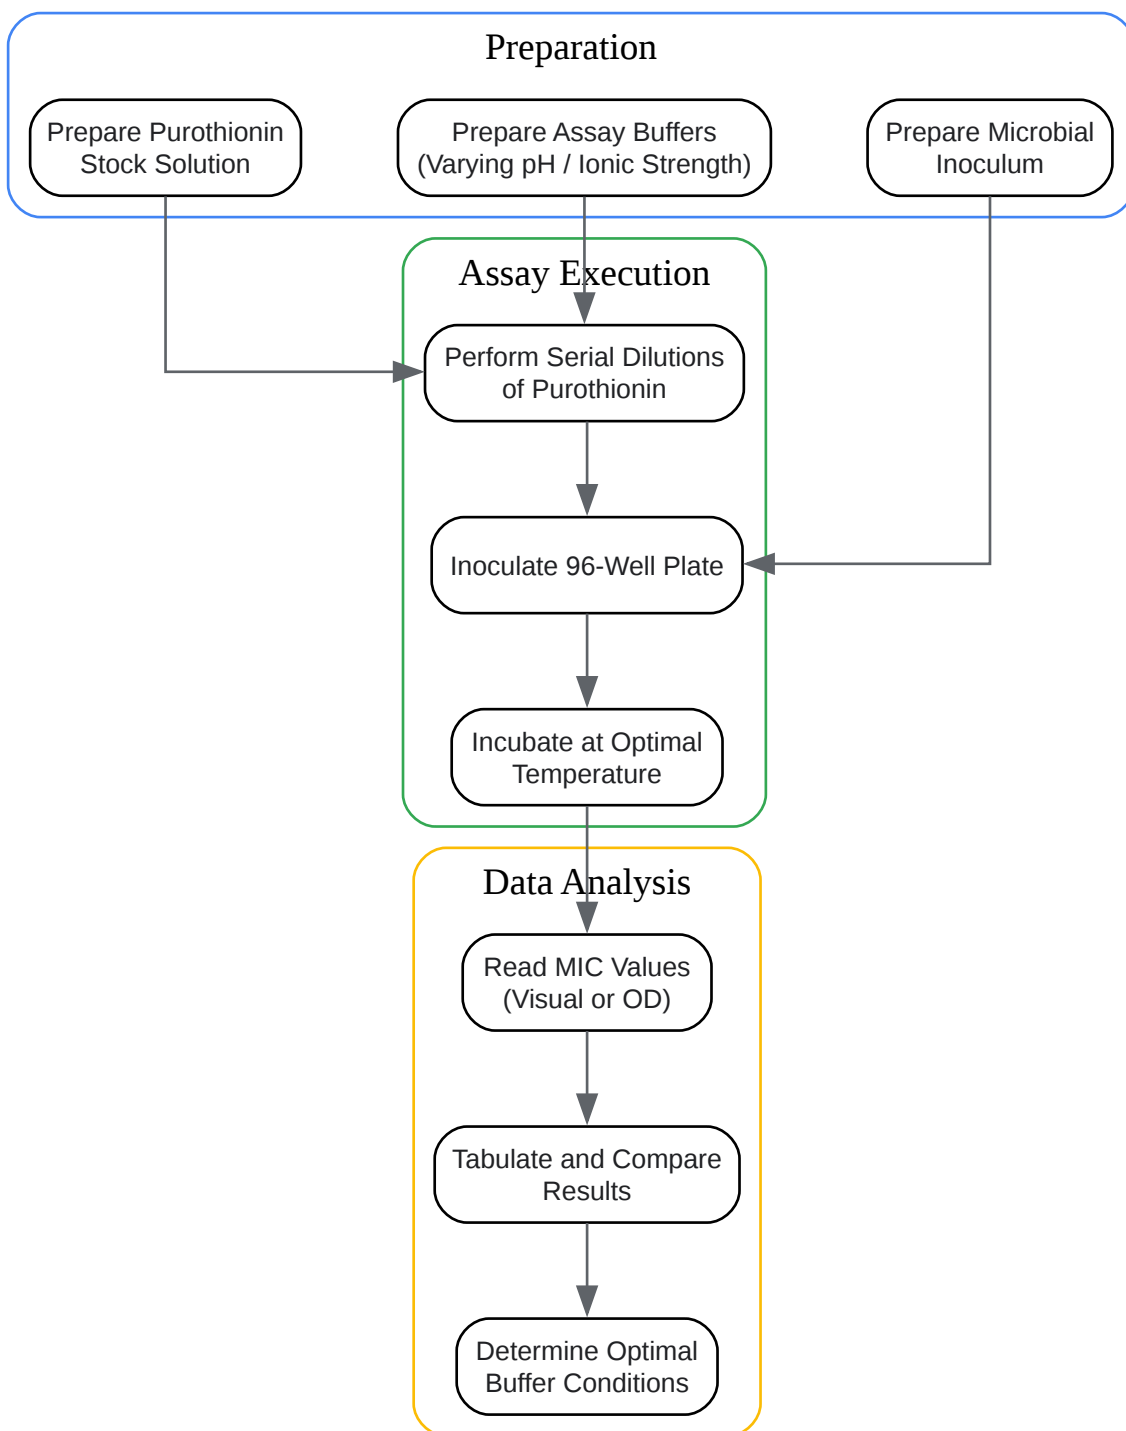 Preparation
Prepare Purothionin
Stock Solution
Prepare Assay Buffers
(Varying pH / Ionic Strength)
Prepare Microbial
Inoculum
Assay Execution
Perform Serial Dilutions
of Purothionin
Inoculate 96-Well Plate
Incubate at Optimal
Temperature
Data Analysis
Read MIC Values
(Visual or OD)
Tabulate and Compare
Results
Determine Optimal
Buffer Conditions